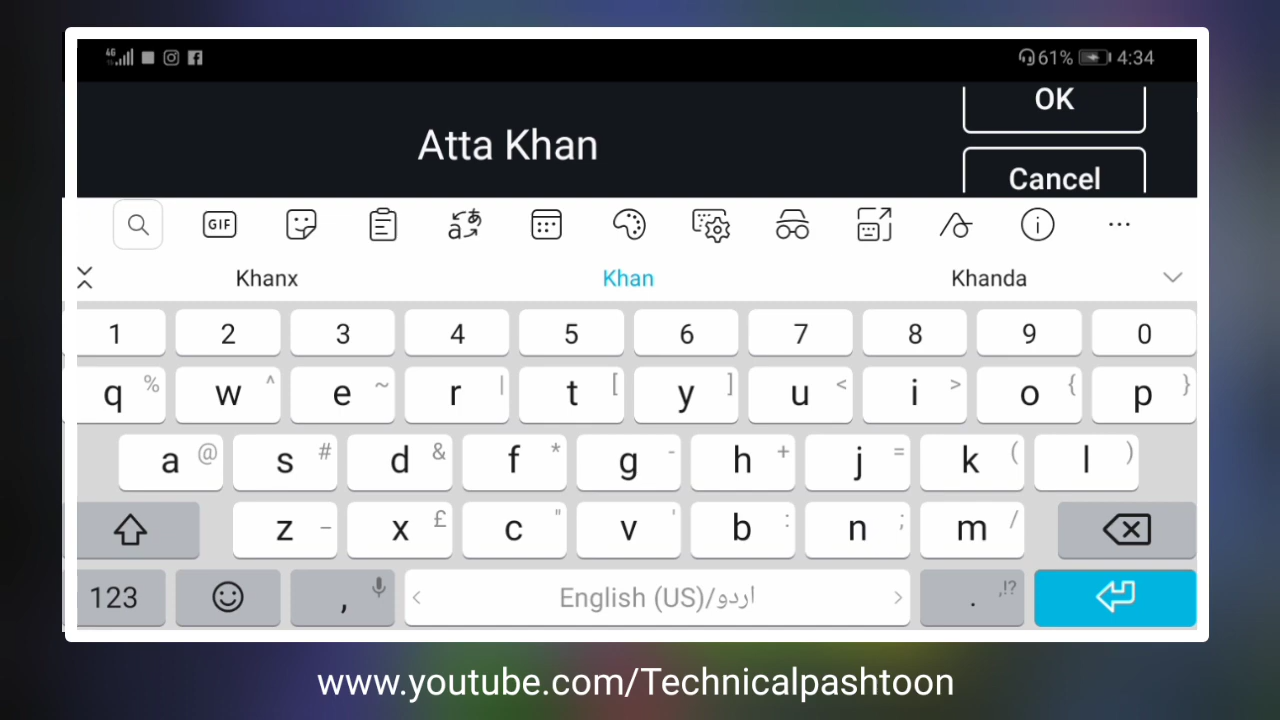 4G 61% 4:34
OK
Atta Khan
Cancel
GIF
Khanx Khan Khanda
1 2 3 4 5 6 7 8 9 0
q % w ^ e ~ r | t [ y ] u < i > o { p }
a @ s # d & f * g - h + j = k ( l )
z _ x £ c " v ' b : n ; m /
123 , < English (US)/اردو > . ,!?
www.youtube.com/Technicalpashtoon